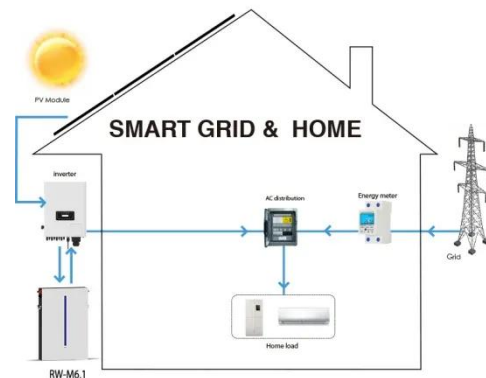 PV Module
SMART GRID & HOME
Inverter
AC distribution
Energy meter
Grid
Home load
RW-M6.1